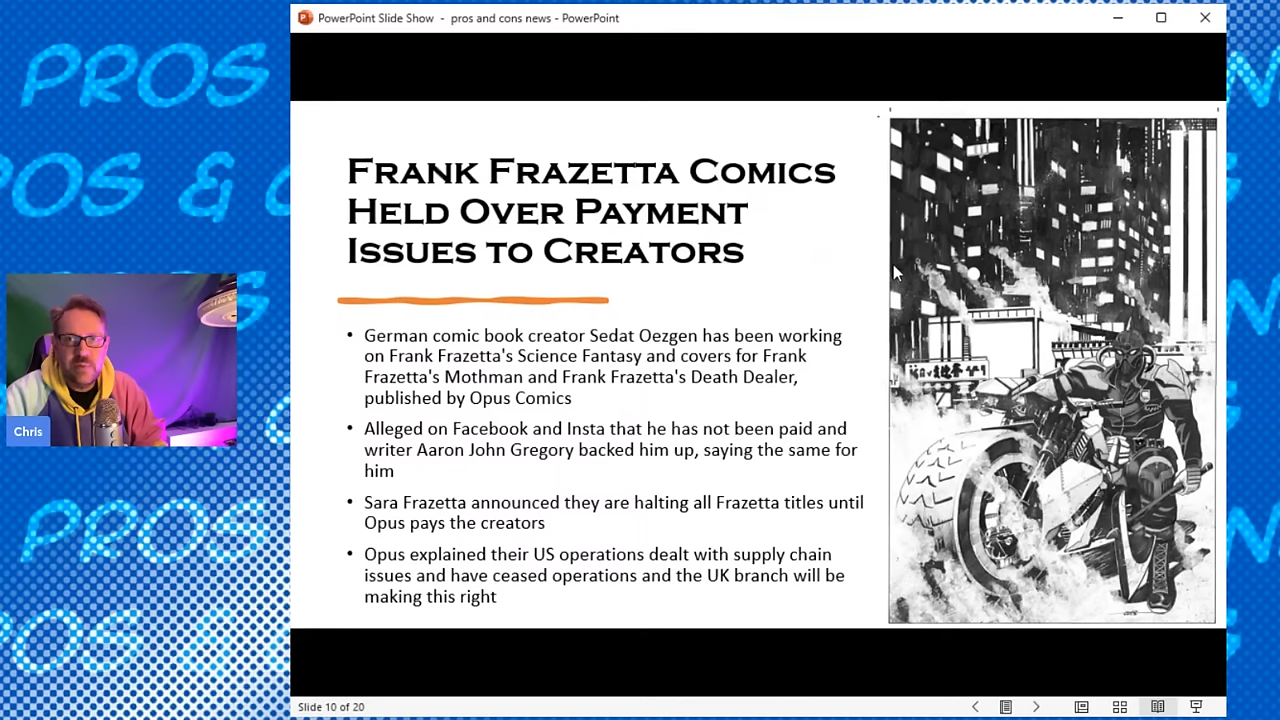 PowerPoint Slide Show - pros and cons news - PowerPoint
PROS
POS &
PROS
FRANK FRAZETTA COMICS
HELD OVER PAYMENT
ISSUES TO CREATORS
• German comic book creator Sedat Oezgen has been working
on Frank Frazetta's Science Fantasy and covers for Frank
Frazetta's Mothman and Frank Frazetta's Death Dealer,
published by Opus Comics
• Alleged on Facebook and Insta that he has not been paid and
writer Aaron John Gregory backed him up, saying the same for
him
• Sara Frazetta announced they are halting all Frazetta titles until
Opus pays the creators
• Opus explained their US operations dealt with supply chain
issues and have ceased operations and the UK branch will be
making this right
Chris
Slide 10 of 20